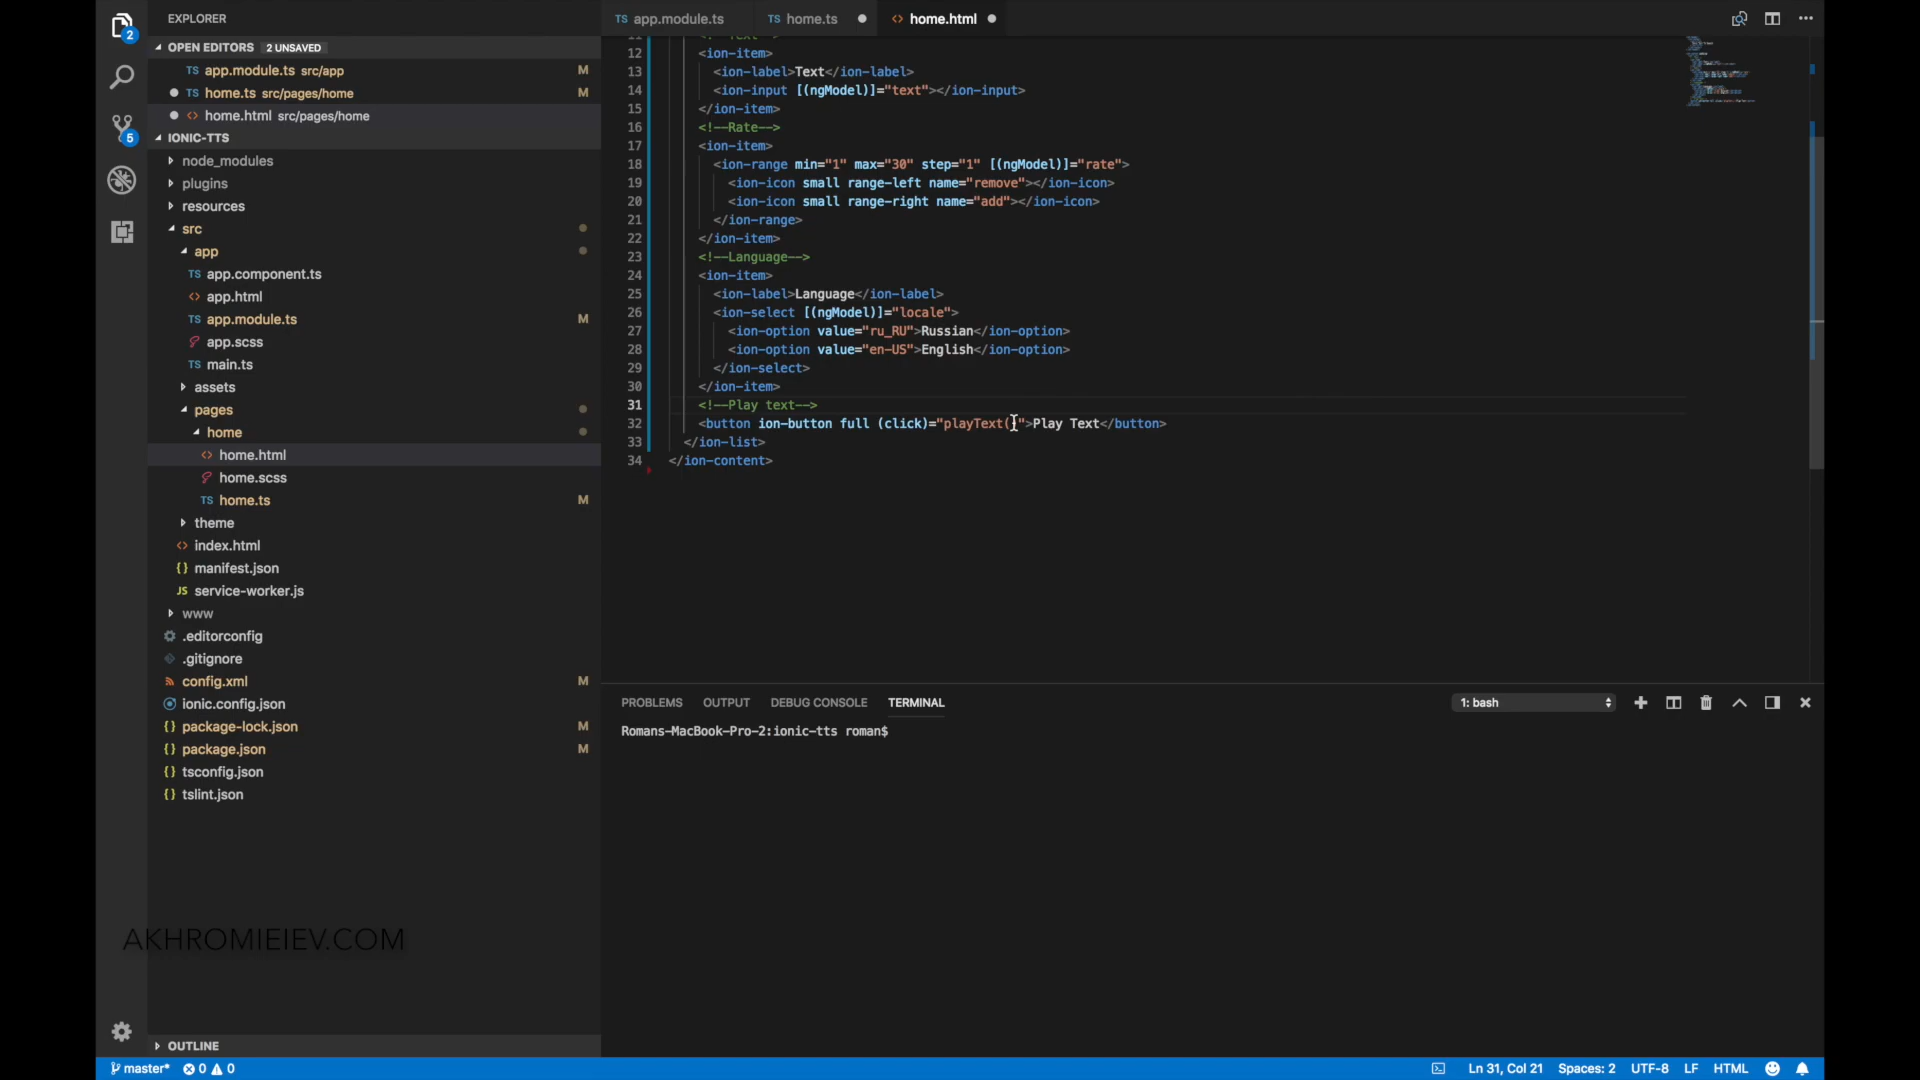 EXPLORER
OPEN EDITORS 2 UNSAVED
TS app.module.ts src/app M
TS home.ts src/pages/home M
<> home.html src/pages/home
IONIC-TTS
node_modules
plugins
resources
src
app
TS app.component.ts
<> app.html
TS app.module.ts M
app.scss
TS main.ts
assets
pages
home
<> home.html
home.scss
TS home.ts M
theme
<> index.html
{} manifest.json
JS service-worker.js
www
.editorconfig
.gitignore
config.xml M
ionic.config.json
{} package-lock.json M
{} package.json M
{} tsconfig.json
{} tslint.json
AKHROMIEIEV.COM
OUTLINE
2
5
TS app.module.ts
TS home.ts
<> home.html
12 <ion-item>
13 <ion-label>Text</ion-label>
14 <ion-input [(ngModel)]="text"></ion-input>
15 </ion-item>
16 <!--Rate-->
17 <ion-item>
18 <ion-range min="1" max="30" step="1" [(ngModel)]="rate">
19 <ion-icon small range-left name="remove"></ion-icon>
20 <ion-icon small range-right name="add"></ion-icon>
21 </ion-range>
22 </ion-item>
23 <!--Language-->
24 <ion-item>
25 <ion-label>Language</ion-label>
26 <ion-select [(ngModel)]="locale">
27 <ion-option value="ru_RU">Russian</ion-option>
28 <ion-option value="en-US">English</ion-option>
29 </ion-select>
30 </ion-item>
31 <!--Play text-->
32 <button ion-button full (click)="playText()">Play Text</button>
33 </ion-list>
34 </ion-content>
PROBLEMS OUTPUT DEBUG CONSOLE TERMINAL 1: bash
Romans-MacBook-Pro-2:ionic-tts roman$
master* 0 0 Ln 31, Col 21 Spaces: 2 UTF-8 LF HTML